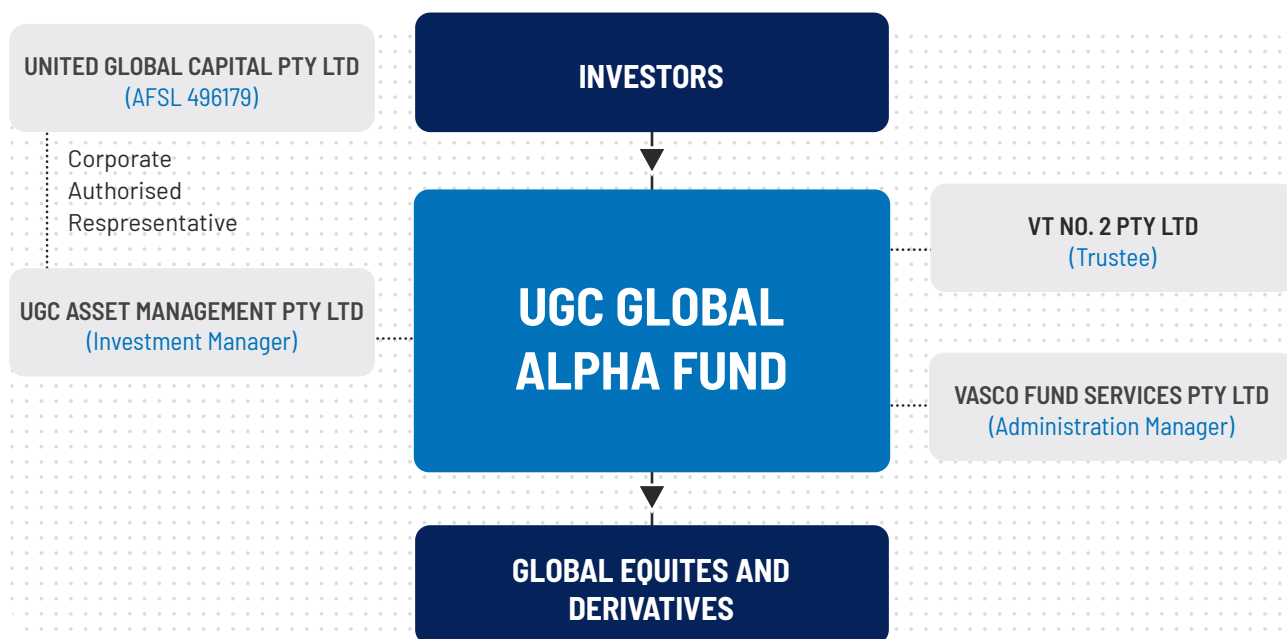 UNITED GLOBAL CAPITAL PTY LTD
(AFSL 496179)
Corporate
Authorised
Respresentative
UGC ASSET MANAGEMENT PTY LTD
(Investment Manager)
INVESTORS
UGC GLOBAL
ALPHA FUND
GLOBAL EQUITES AND
DERIVATIVES
VT NO. 2 PTY LTD
(Trustee)
VASCO FUND SERVICES PTY LTD
(Administration Manager)